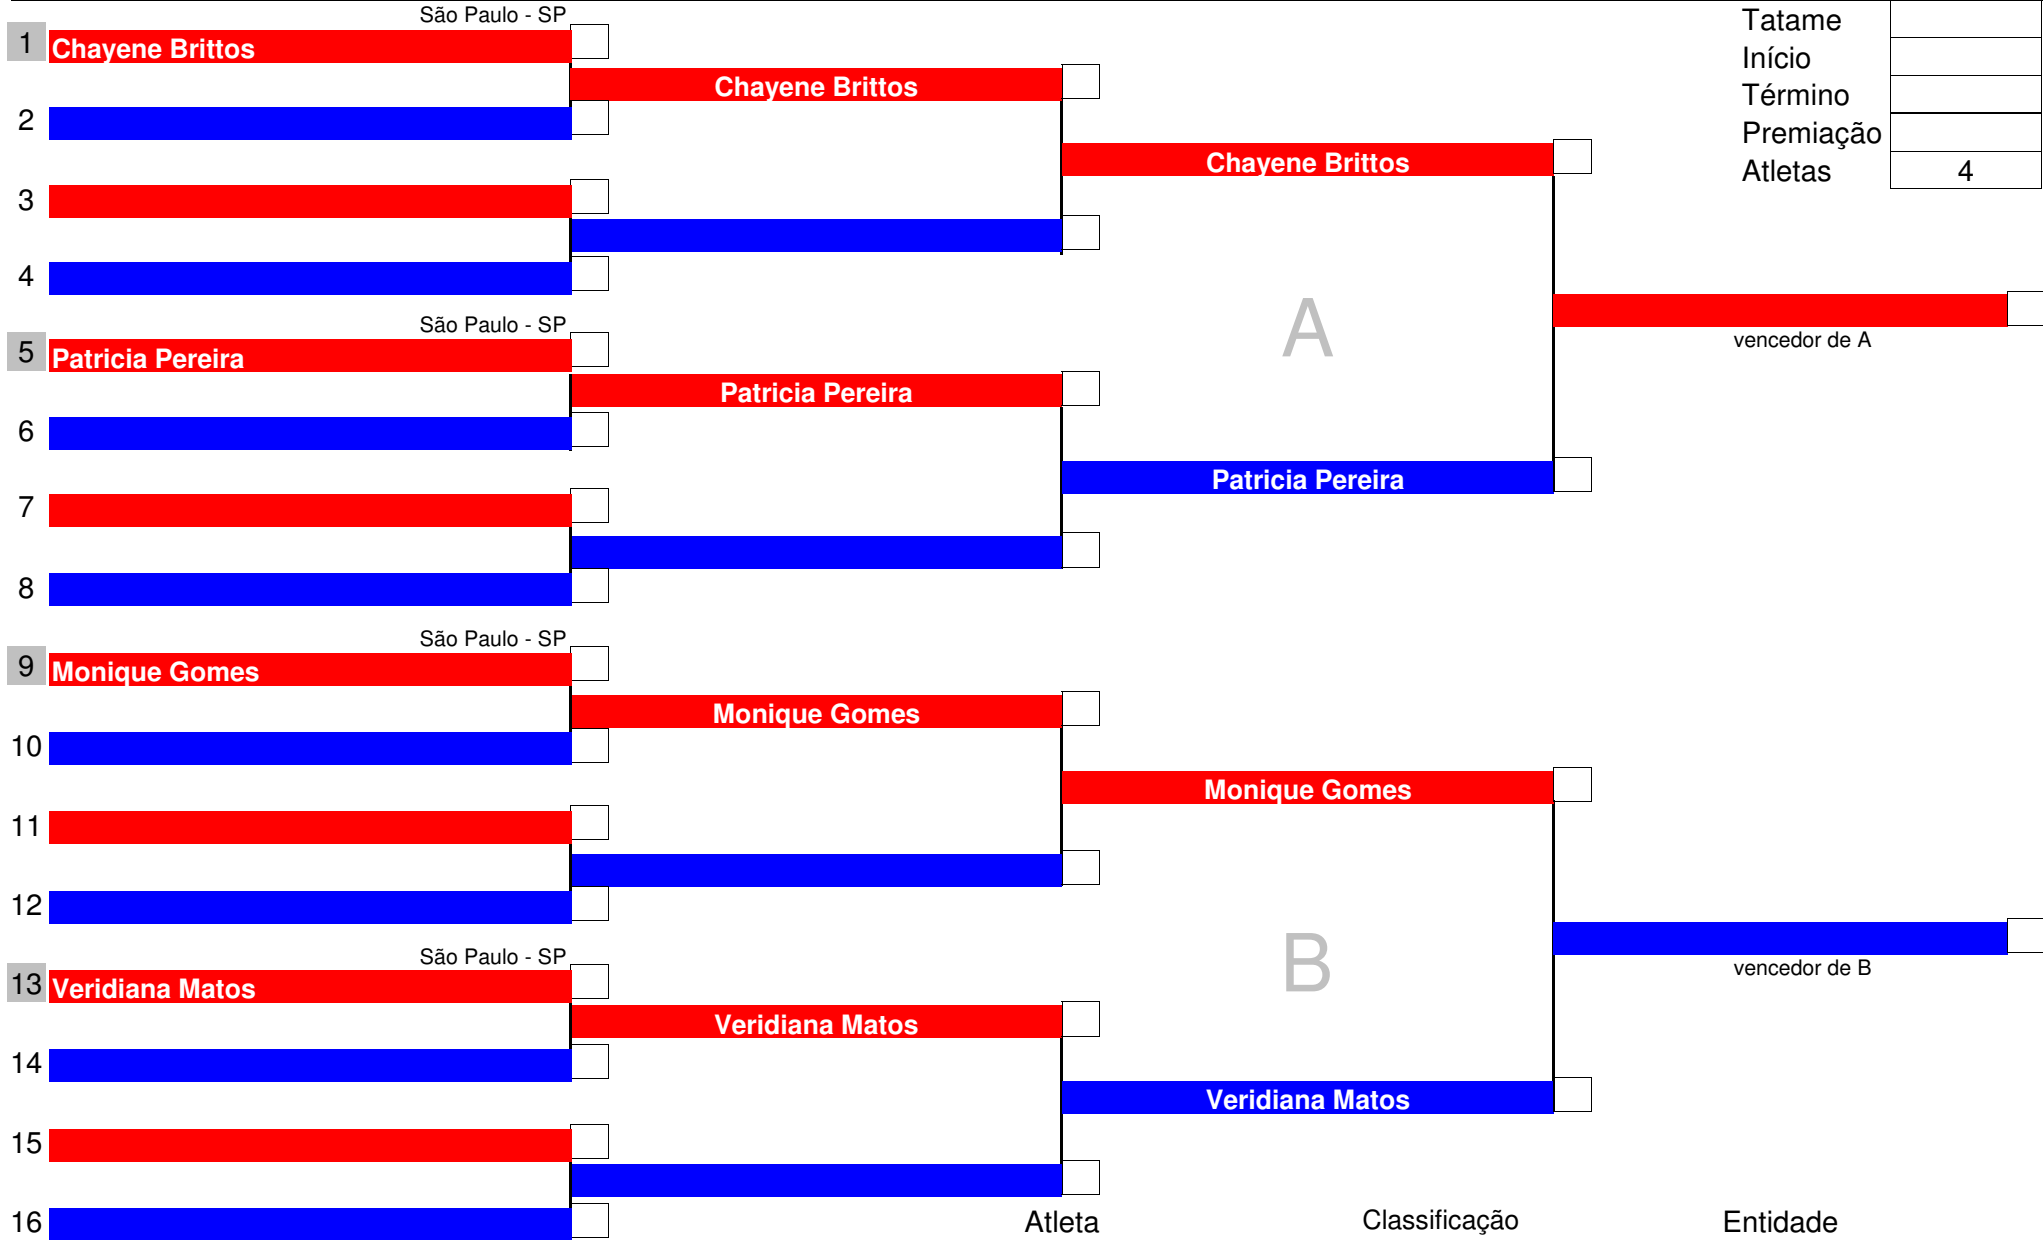 São Paulo - SP
1 Chayene Brittos
Chayene Brittos
2
Chayene Brittos
3
4
São Paulo - SP
5 Patricia Pereira
Patricia Pereira
6
Patricia Pereira
7
8
A
vencedor de A
São Paulo - SP
9 Monique Gomes
Monique Gomes
10
Monique Gomes
11
12
São Paulo - SP
13 Veridiana Matos
Veridiana Matos
14
Veridiana Matos
15
16
B
vencedor de B
Tatame
Início
Término
Premiação
Atletas 4
Atleta Classificação Entidade